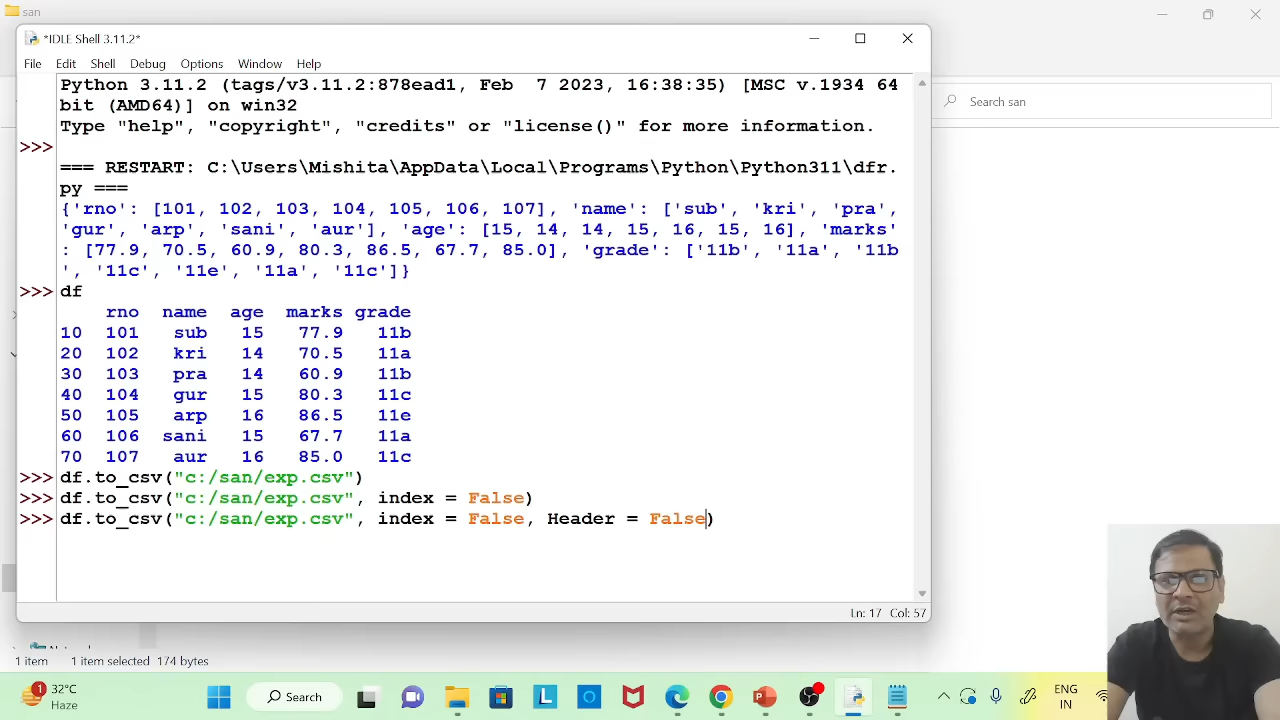 san
*IDLE Shell 3.11.2*
File Edit Shell Debug Options Window Help
Python 3.11.2 (tags/v3.11.2:878ead1, Feb  7 2023, 16:38:35) [MSC v.1934 64
bit (AMD64)] on win32
Type "help", "copyright", "credits" or "license()" for more information.
Search san
>>>
=== RESTART: C:\Users\Mishita\AppData\Local\Programs\Python\Python311\dfr.
py ===
{'rno': [101, 102, 103, 104, 105, 106, 107], 'name': ['sub', 'kri', 'pra',
'gur', 'arp', 'sani', 'aur'], 'age': [15, 14, 14, 15, 16, 15, 16], 'marks'
: [77.9, 70.5, 60.9, 80.3, 86.5, 67.7, 85.0], 'grade': ['11b', '11a', '11b
', '11c', '11e', '11a', '11c']}
>>> df
rno name age marks grade
10 101 sub 15 77.9 11b
20 102 kri 14 70.5 11a
30 103 pra 14 60.9 11b
40 104 gur 15 80.3 11c
50 105 arp 16 86.5 11e
60 106 sani 15 67.7 11a
70 107 aur 16 85.0 11c
>>> df.to_csv("c:/san/exp.csv")
>>> df.to_csv("c:/san/exp.csv", index = False)
>>> df.to_csv("c:/san/exp.csv", index = False, Header = False)
Ln: 17 Col: 57
1 item 1 item selected 174 bytes
1
32°C
Haze
Search
L
ENG
IN